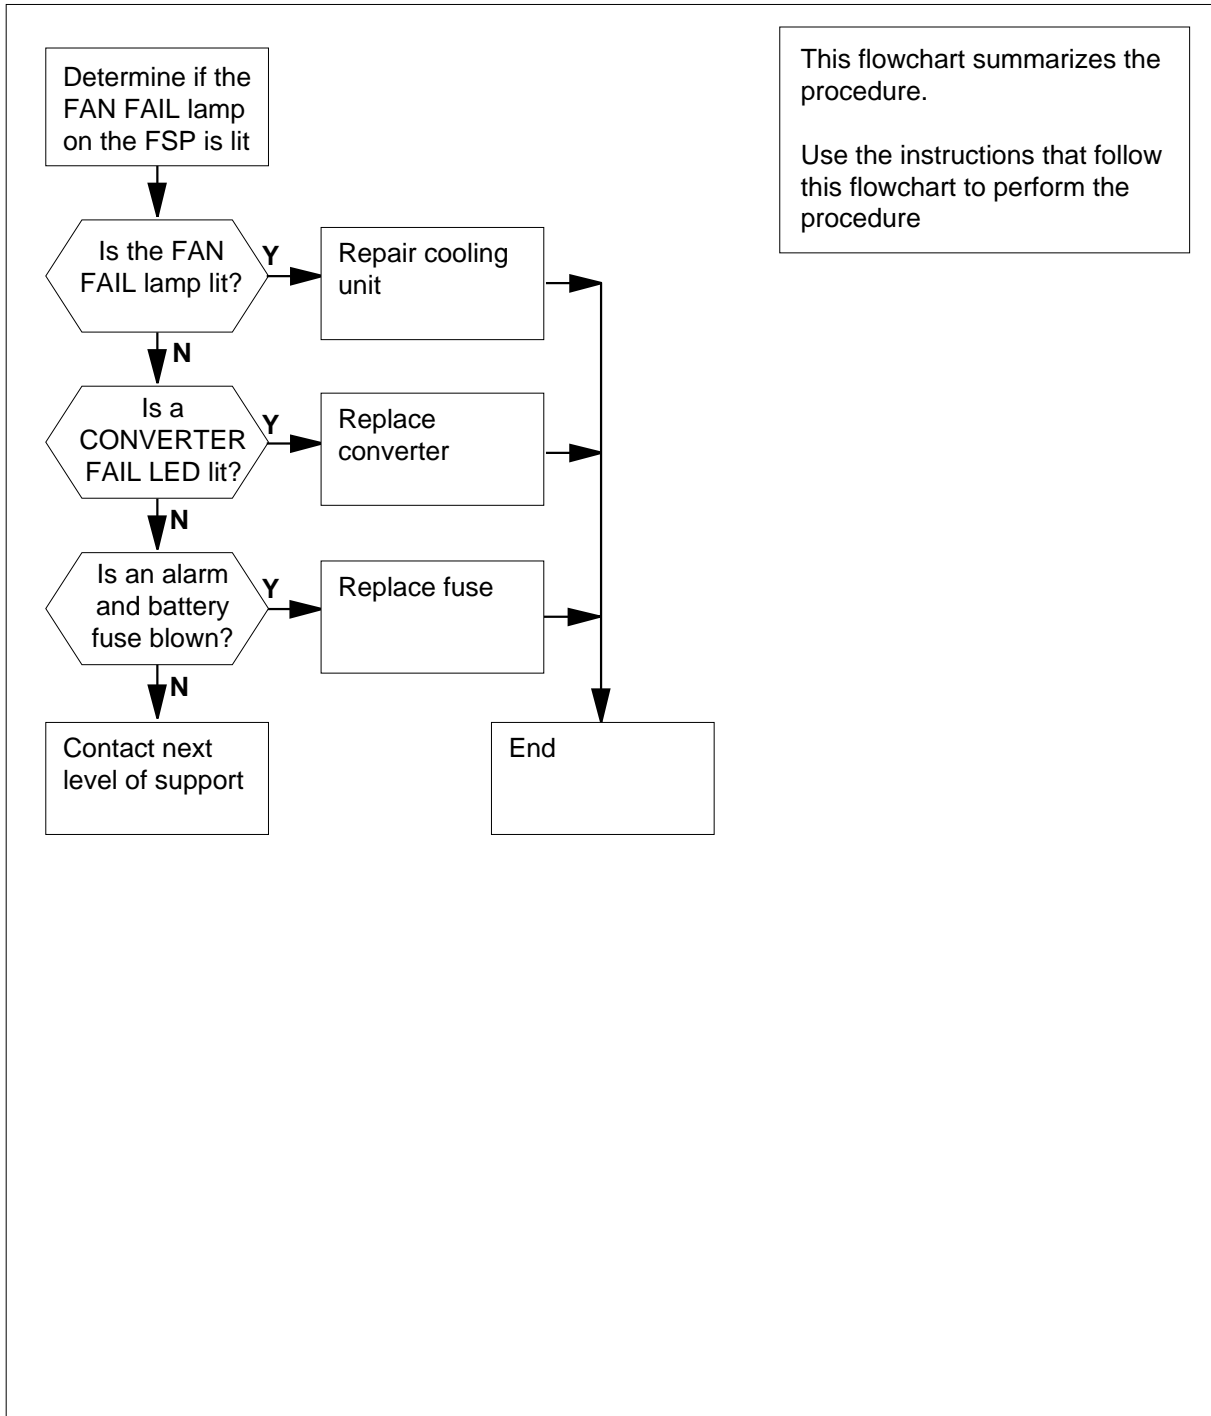 Determine if the
FAN FAIL lamp
on the FSP is lit
This flowchart summarizes the
procedure.
Use the instructions that follow
this flowchart to perform the
procedure
Is the FAN
FAIL lamp lit?
Y
Repair cooling
unit
N
Is a
CONVERTER
FAIL LED lit?
Y
Replace
converter
N
Is an alarm
and battery
fuse blown?
Y
Replace fuse
N
Contact next
level of support
End